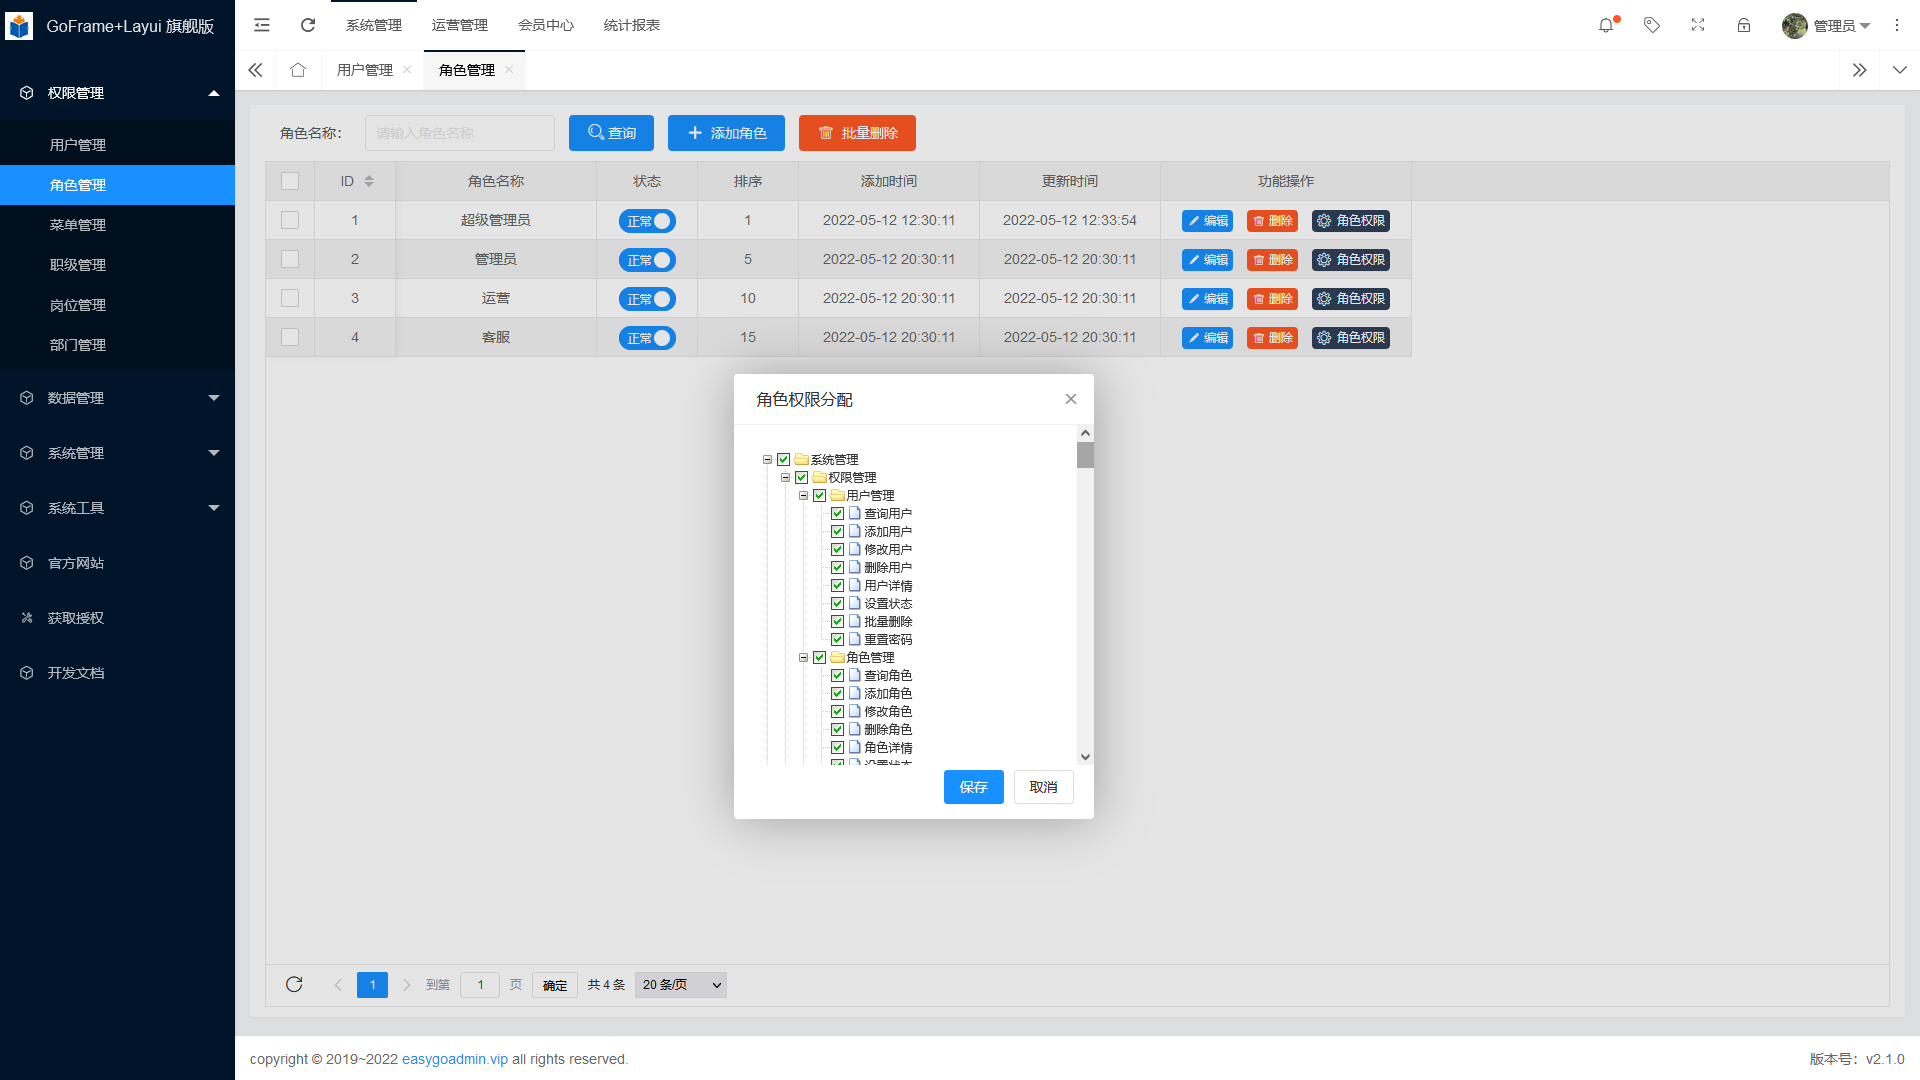 GoFrame+Layui 旗舰版
系统管理
运营管理
会员中心
统计报表
管理员
用户管理
角色管理
权限管理
用户管理
角色管理
菜单管理
职级管理
岗位管理
部门管理
数据管理
系统管理
系统工具
官方网站
获取授权
开发文档
角色名称：
请输入角色名称
查询
添加角色
批量删除
ID 角色名称 状态 排序 添加时间 更新时间 功能操作
1 超级管理员 正常 1 2022-05-12 12:30:11 2022-05-12 12:33:54 编辑 删除 角色权限
2 管理员 正常 5 2022-05-12 20:30:11 2022-05-12 20:30:11 编辑 删除 角色权限
3 运营 正常 10 2022-05-12 20:30:11 2022-05-12 20:30:11 编辑 删除 角色权限
4 客服 正常 15 2022-05-12 20:30:11 2022-05-12 20:30:11 编辑 删除 角色权限
角色权限分配
系统管理
权限管理
用户管理
查询用户
添加用户
修改用户
删除用户
用户详情
设置状态
批量删除
重置密码
角色管理
查询角色
添加角色
修改角色
删除角色
角色详情
设置状态
保存
取消
1 到第 1 页 确定 共 4 条 20 条/页
copyright © 2019~2022 easygoadmin.vip all rights reserved.
版本号：v2.1.0